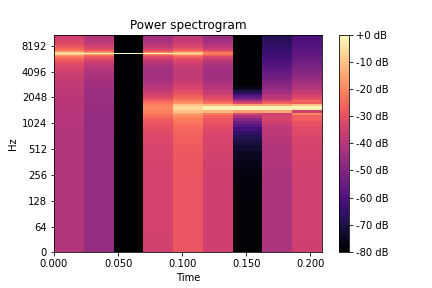 Power spectrogram
8192
4096
2048
1024
512
256
128
64
0
Hz
0.000 0.050 0.100 0.150 0.200
Time
+0 dB
-10 dB
-20 dB
-30 dB
-40 dB
-50 dB
-60 dB
-70 dB
-80 dB